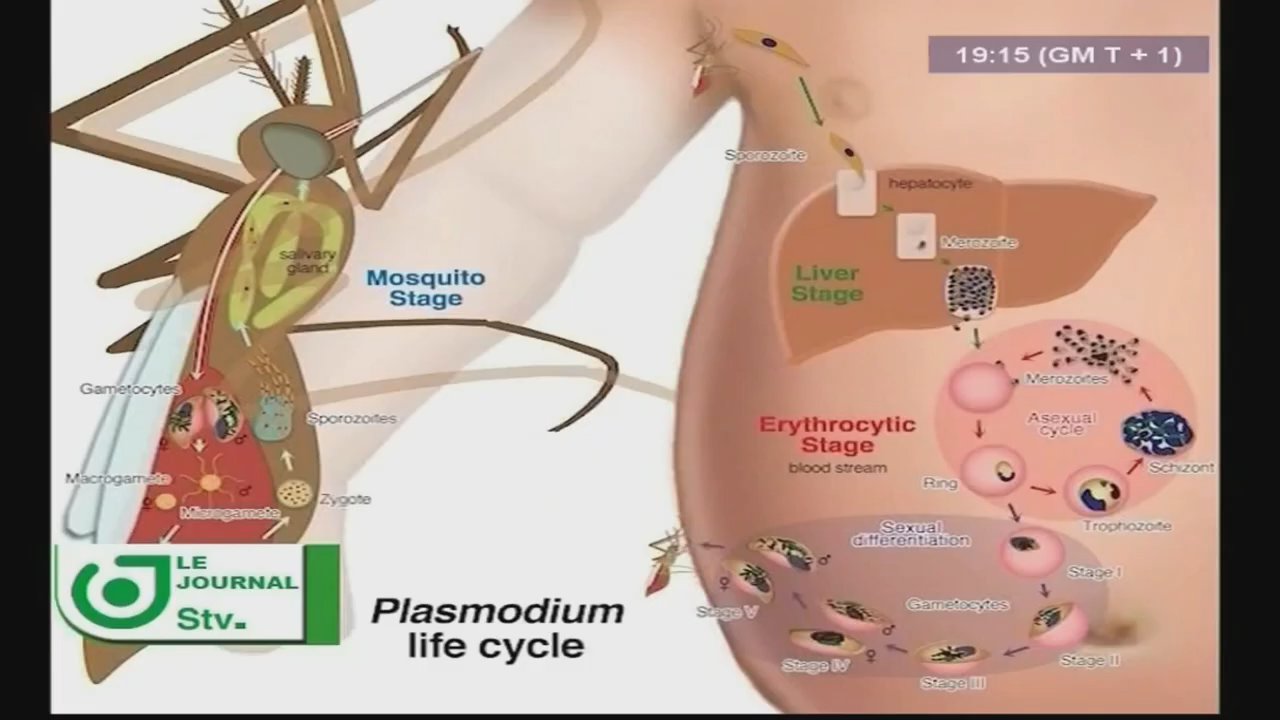 19:15 (GM T + 1)
Sporozoite
hepatocyte
Merozoite
salivary
gland
Mosquito
Stage
Liver
Stage
Merozoites
Gametocytes
Sporozoites
Erythrocytic
Stage
blood stream
Asexual
cycle
Schizont
Macrogamete
Microgamete
Zygote
Ring
Trophozoite
Sexual
differentiation
Stage I
LE
JOURNAL
Stv.
Plasmodium
life cycle
Stage V
Gametocytes
Stage IV
Stage III
Stage II